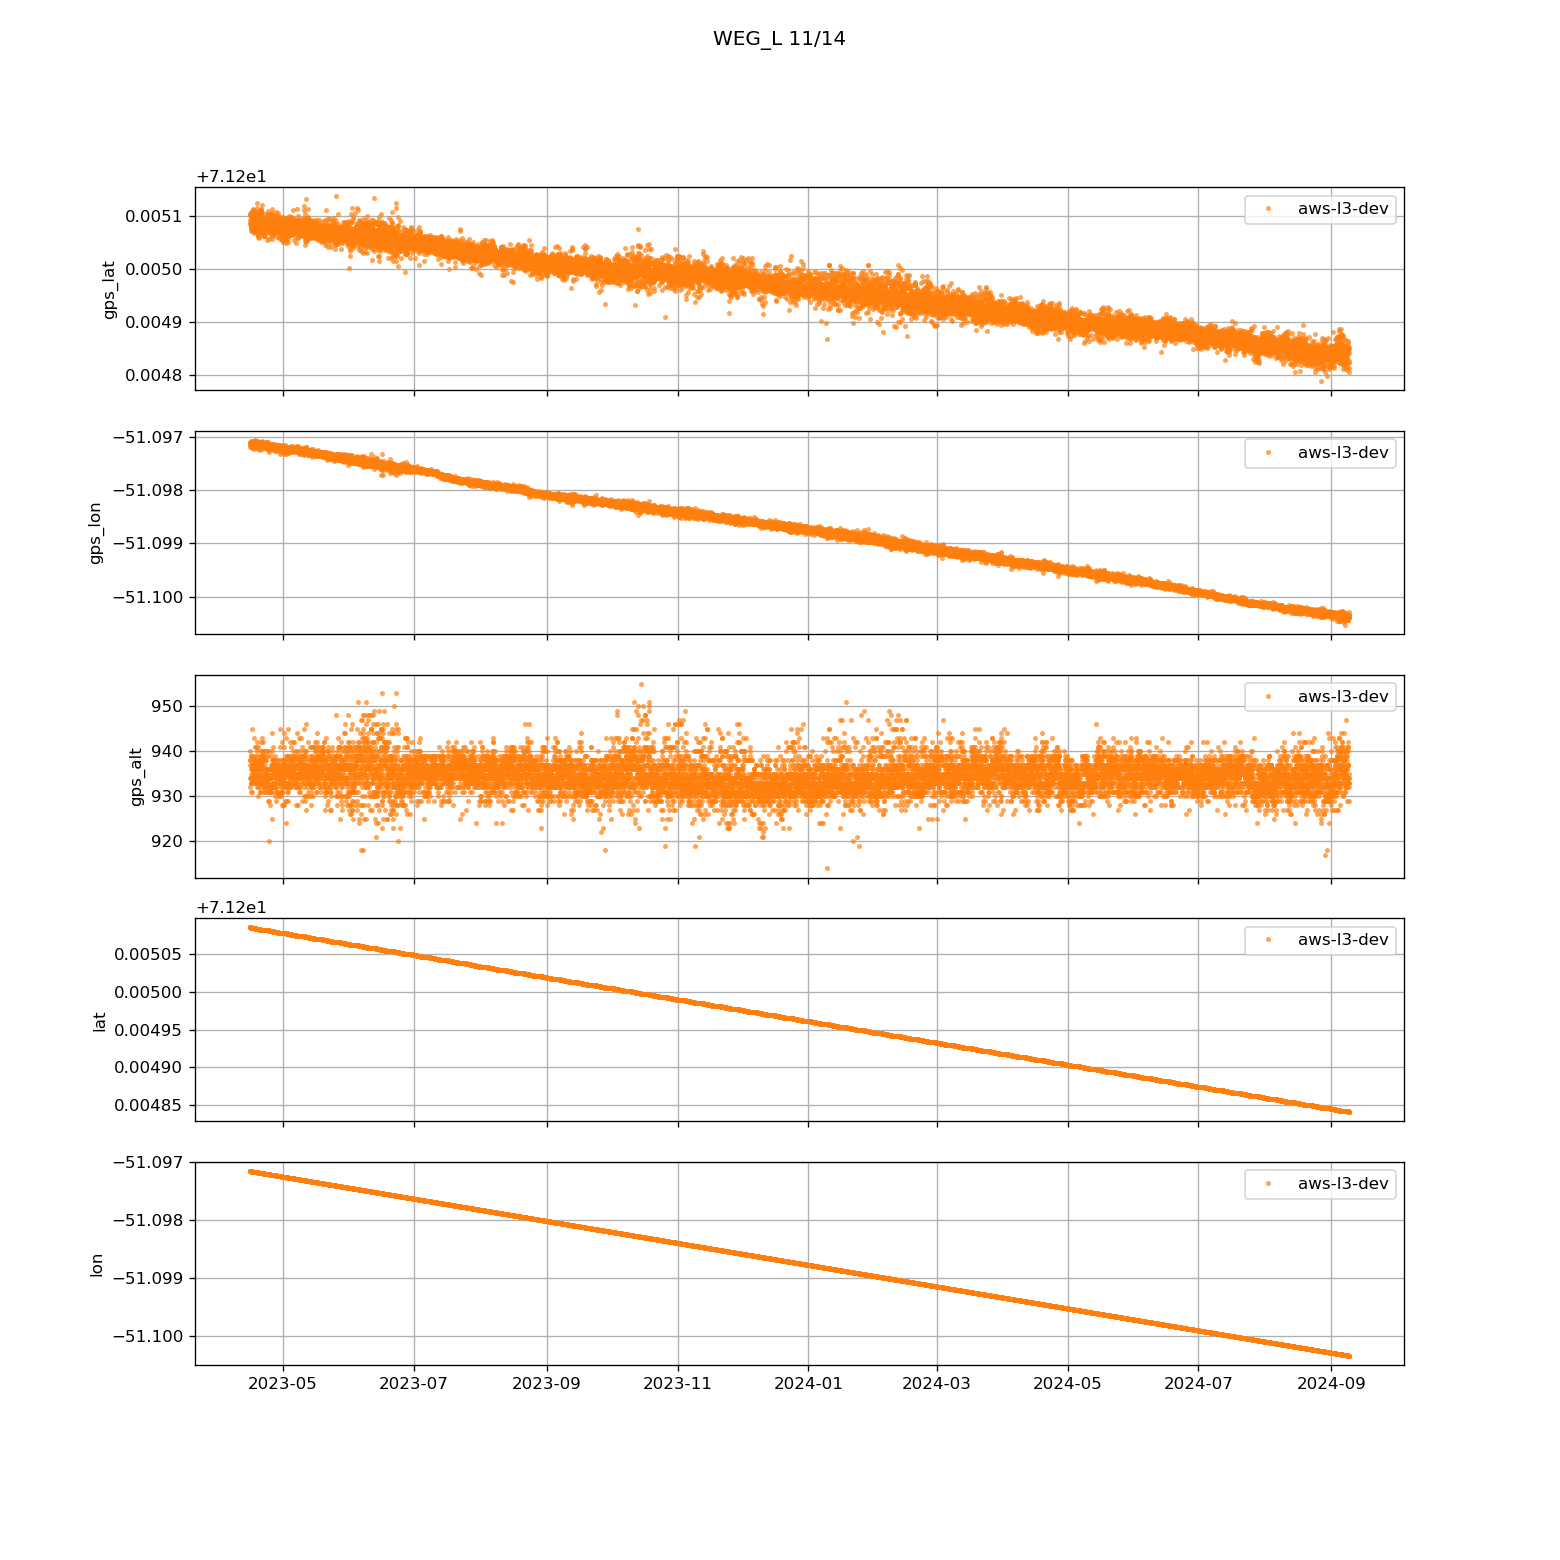 WEG_L 11/14
+7.12e1
0.0051
0.0050
0.0049
0.0048
gps_lat
aws-l3-dev
−51.097
−51.098
−51.099
−51.100
gps_lon
aws-l3-dev
950
940
930
920
gps_alt
aws-l3-dev
+7.12e1
0.00505
0.00500
0.00495
0.00490
0.00485
lat
aws-l3-dev
−51.097
−51.098
−51.099
−51.100
lon
aws-l3-dev
2023-05 2023-07 2023-09 2023-11 2024-01 2024-03 2024-05 2024-07 2024-09